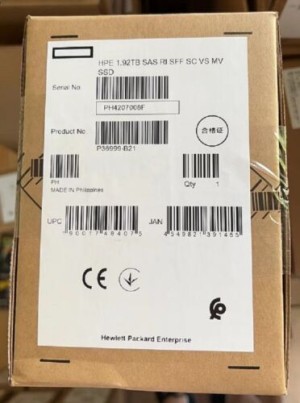 HPE 1.92TB SAS RI SFF SC VS MV
SSD
Serial No.
Product No.
P36999-B21
合格证
PH
MADE IN Philippines
Qty 1
UPC
JAN
CE
Hewlett Packard Enterprise